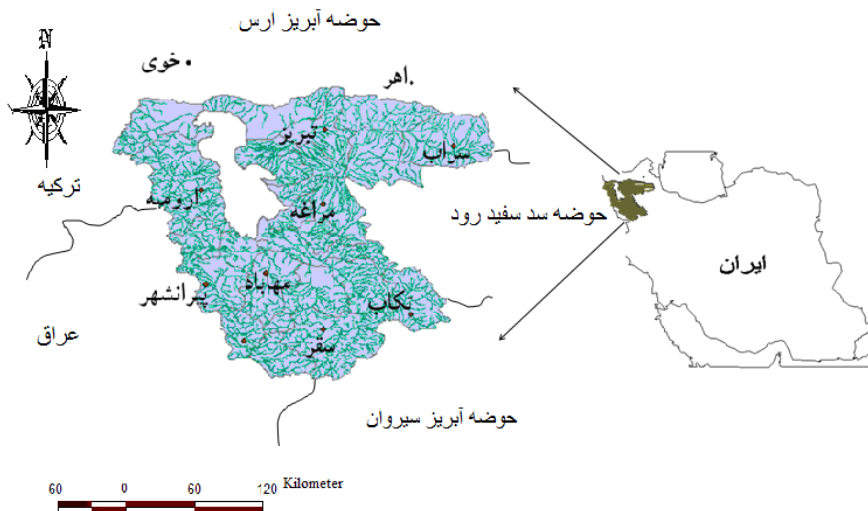 حوضه آبریز ارس
N
خوی
اهر
تبریز
سراب
ترکیه
ارومیه
مراغه
حوضه سد سفید رود
ایران
مهاباد
پیرانشهر
تکاب
عراق
سقز
حوضه آبریز سیروان
60 0 60 120 Kilometer